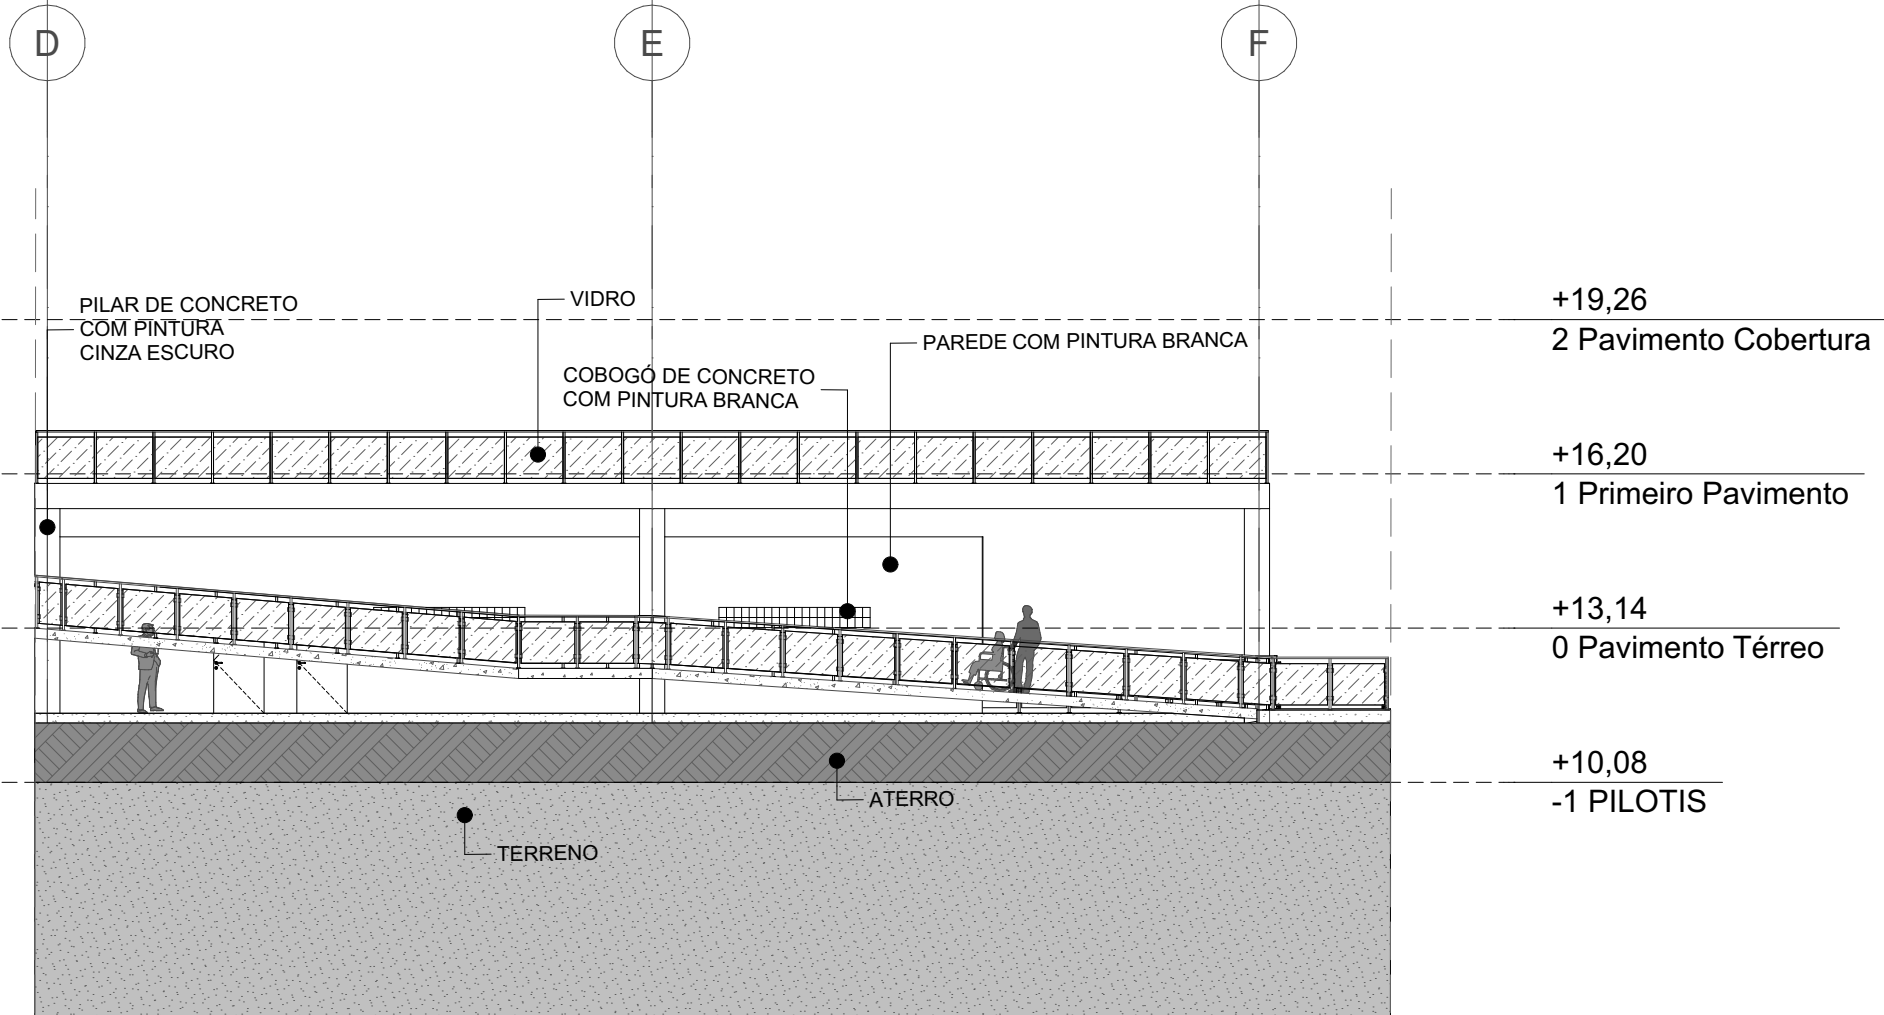 D
E
F
PILAR DE CONCRETO
COM PINTURA
CINZA ESCURO
VIDRO
PAREDE COM PINTURA BRANCA
COBOGÓ DE CONCRETO
COM PINTURA BRANCA
+19,26
2 Pavimento Cobertura
+16,20
1 Primeiro Pavimento
+13,14
0 Pavimento Térreo
+10,08
-1 PILOTIS
ATERRO
TERRENO